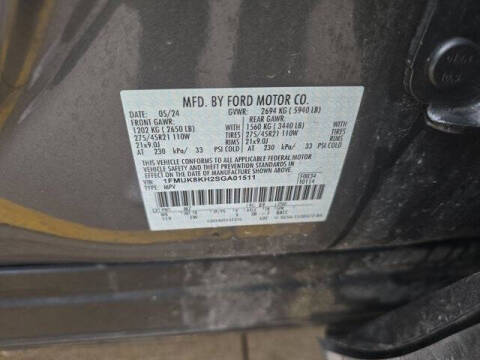 MFD. BY FORD MOTOR CO.
DATE: 05/24 GVWR: 2694 KG ( 5940 LB)
FRONT GAWR: REAR GAWR:
1202 KG ( 2650 LB) 1560 KG ( 3440 LB)
275/45R21 110W TIRES 275/45R21 110W TIRES
21x9.0J RIMS 21x9.0J RIMS
AT 230 kPa/ 33 PSI COLD AT 230 kPa/ 33 PSI COLD
THIS VEHICLE CONFORMS TO ALL APPLICABLE FEDERAL MOTOR
VEHICLE SAFETY AND THEFT PREVENTION STANDARDS IN
EFFECT ON THE DATE OF MANUFACTURE SHOWN ABOVE.
VIN: 1FMUK8KH2SGA01511 F0034
TYPE: MPV 10114